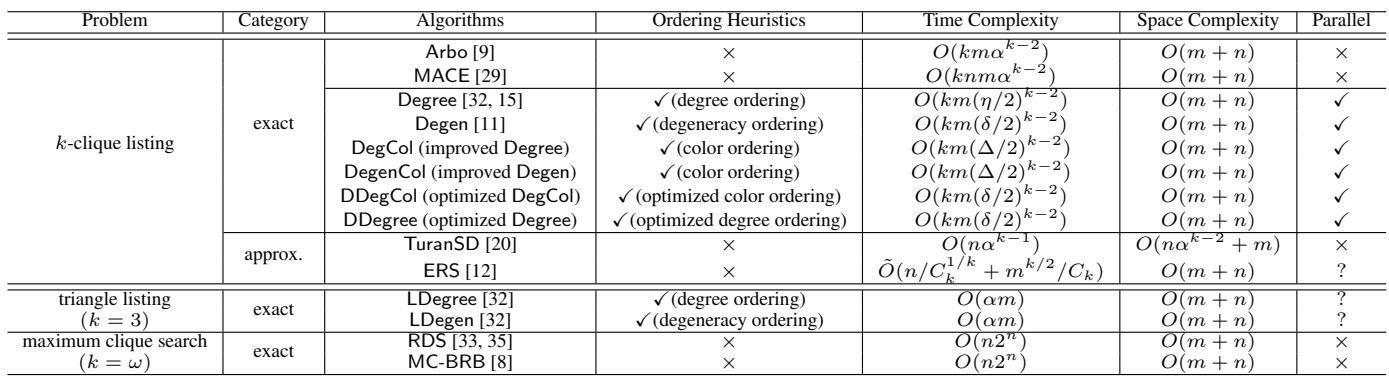 Problem Category Algorithms Ordering Heuristics Time Complexity Space Complexity Parallel
Arbo [9] × O(kmα^{k−2}) O(m + n) ×
MACE [29] × O(knmα^{k−2}) O(m + n) ×
Degree [32, 15] ✓(degree ordering) O(km(η/2)^{k−2}) O(m + n) ✓
exact Degen [11] ✓(degeneracy ordering) O(km(δ/2)^{k−2}) O(m + n) ✓
k-clique listing DegCol (improved Degree) ✓(color ordering) O(km(Δ/2)^{k−2}) O(m + n) ✓
DegenCol (improved Degen) ✓(color ordering) O(km(Δ/2)^{k−2}) O(m + n) ✓
DDegCol (optimized DegCol) ✓(optimized color ordering) O(km(δ/2)^{k−2}) O(m + n) ✓
DDegree (optimized Degree) ✓(optimized degree ordering) O(km(δ/2)^{k−2}) O(m + n) ✓
approx. TuranSD [20] × O(nα^{k−1}) O(nα^{k−2} + m) ×
ERS [12] × Õ(n/C_k^{1/k} + m^{k/2}/C_k) O(m + n) ?
triangle listing exact LDegree [32] ✓(degree ordering) O(αm) O(m + n) ?
(k = 3) LDegen [32] ✓(degeneracy ordering) O(αm) O(m + n) ?
maximum clique search exact RDS [33, 35] × O(n2^n) O(m + n) ×
(k = ω) MC-BRB [8] × O(n2^n) O(m + n) ×